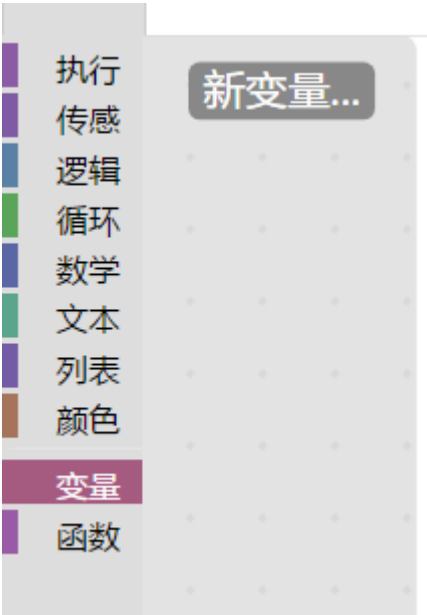 执行
新变量...
传感
逻辑
循环
数学
文本
列表
颜色
变量
函数